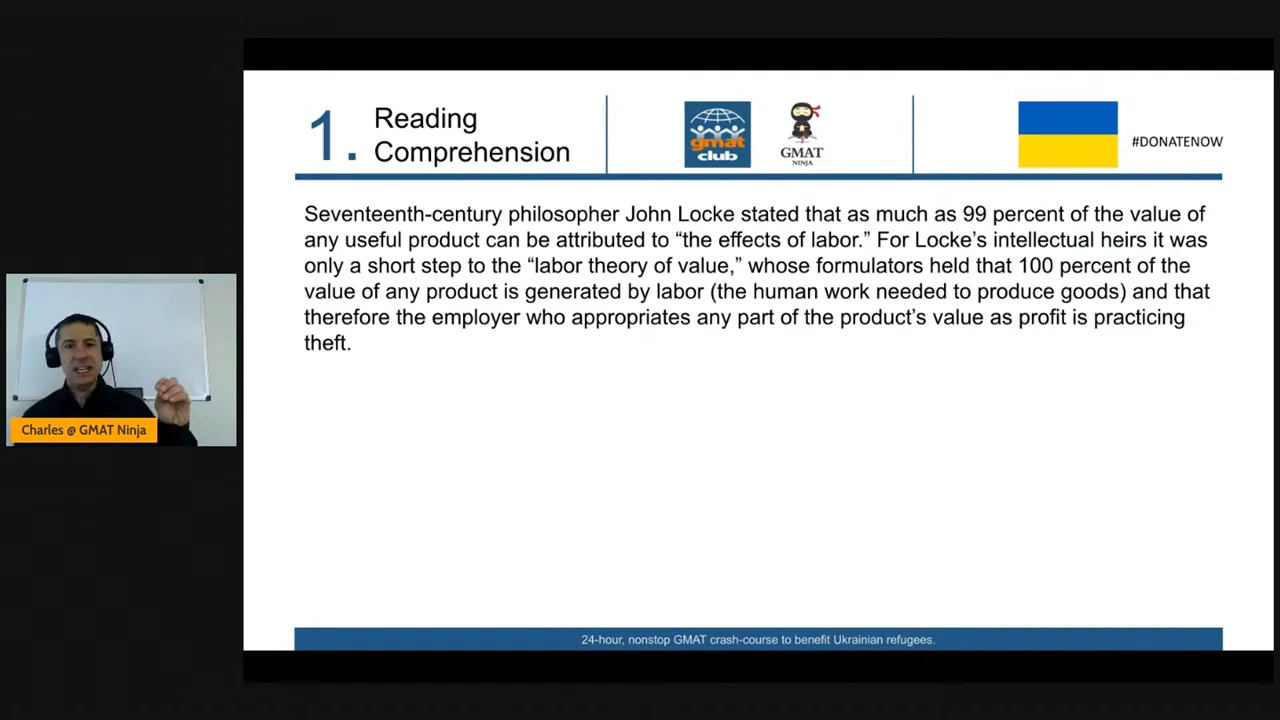 1.
Reading
Comprehension
gmat
club
GMAT
NINJA
#DONATENOW
Seventeenth-century philosopher John Locke stated that as much as 99 percent of the value of
any useful product can be attributed to “the effects of labor.” For Locke’s intellectual heirs it was
only a short step to the “labor theory of value,” whose formulators held that 100 percent of the
value of any product is generated by labor (the human work needed to produce goods) and that
therefore the employer who appropriates any part of the product’s value as profit is practicing
theft.
Charles @ GMAT Ninja
24-hour, nonstop GMAT crash-course to benefit Ukrainian refugees.